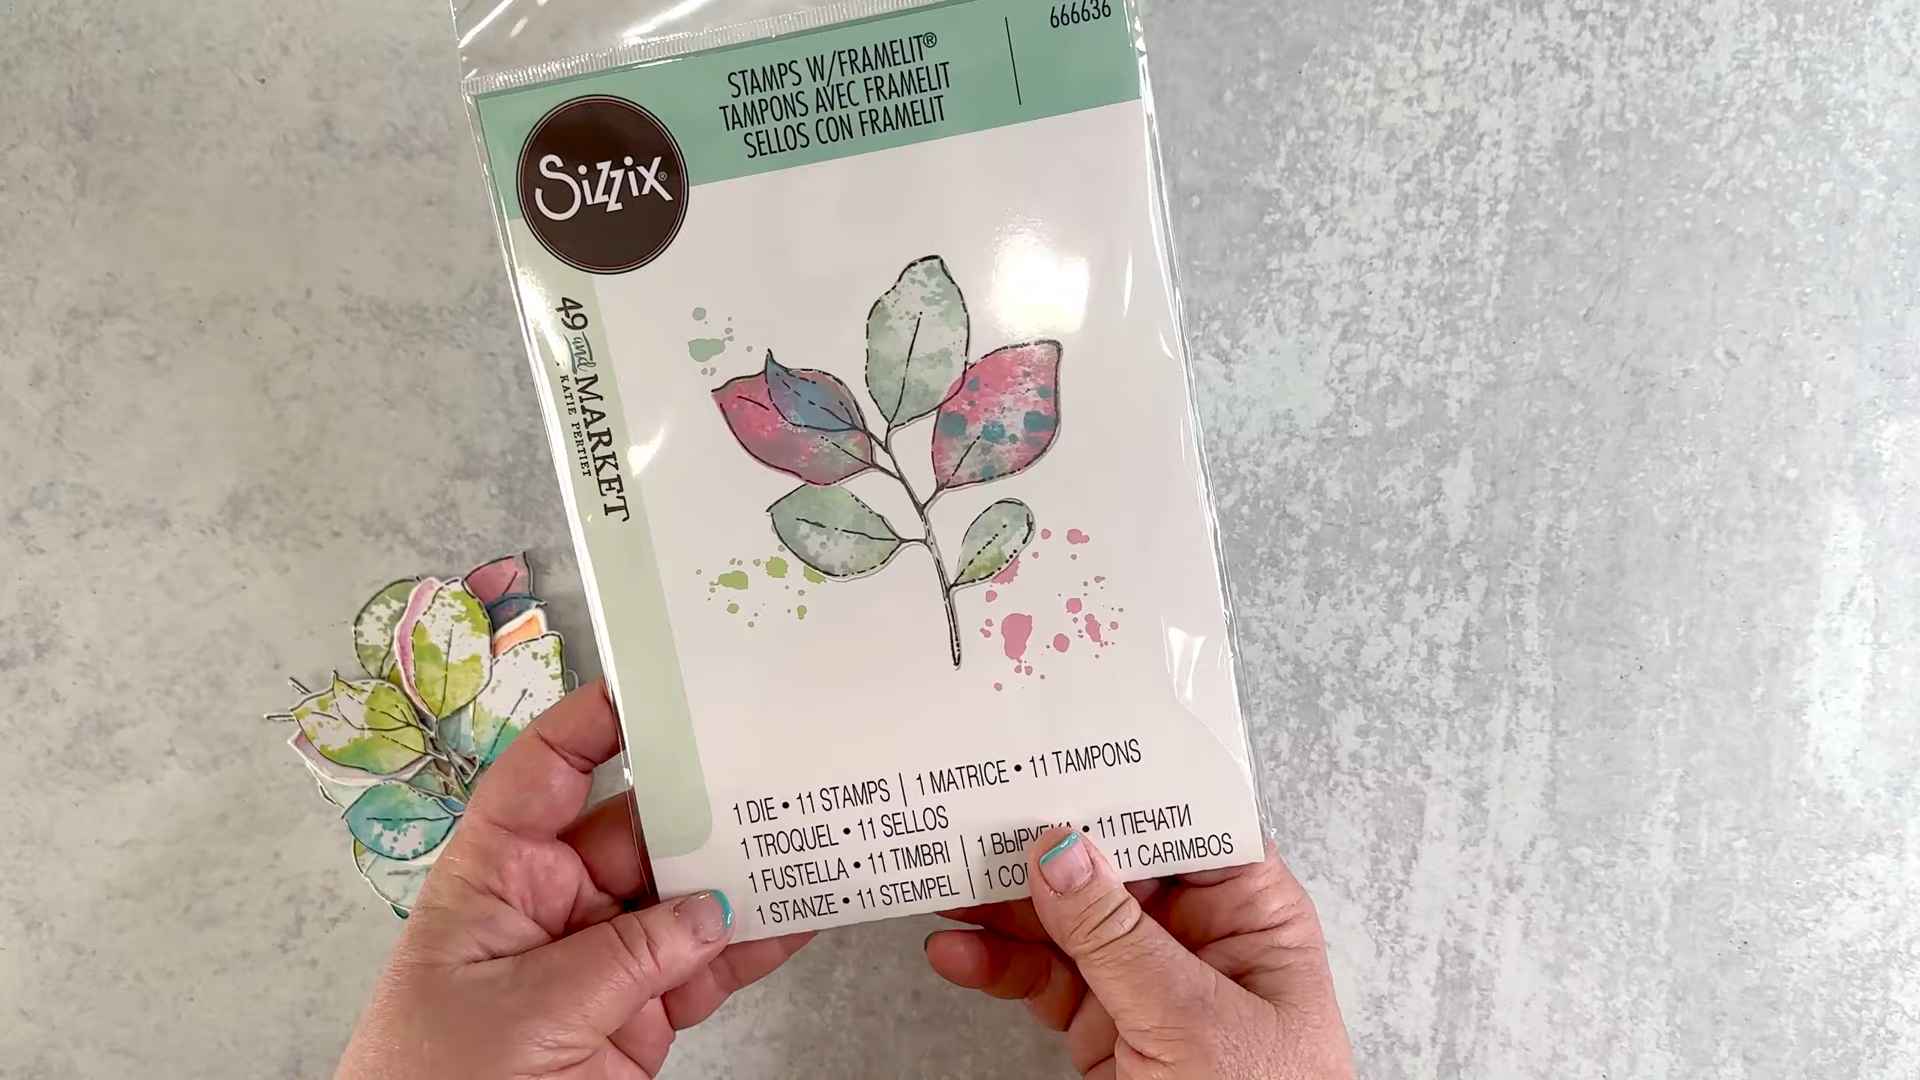 666636
STAMPS W/FRAMELIT®
TAMPONS AVEC FRAMELIT
SELLOS CON FRAMELIT
Sizzix®
49 and MARKET
KATIE PERTIET
1 DIE • 11 STAMPS | 1 MATRICE • 11 TAMPONS
1 TROQUEL • 11 SELLOS
1 FUSTELLA • 11 TIMBRI | 1 • 11 ПЕЧАТИ
1 STANZE • 11 STEMPEL | 1 11 CARIMBOS